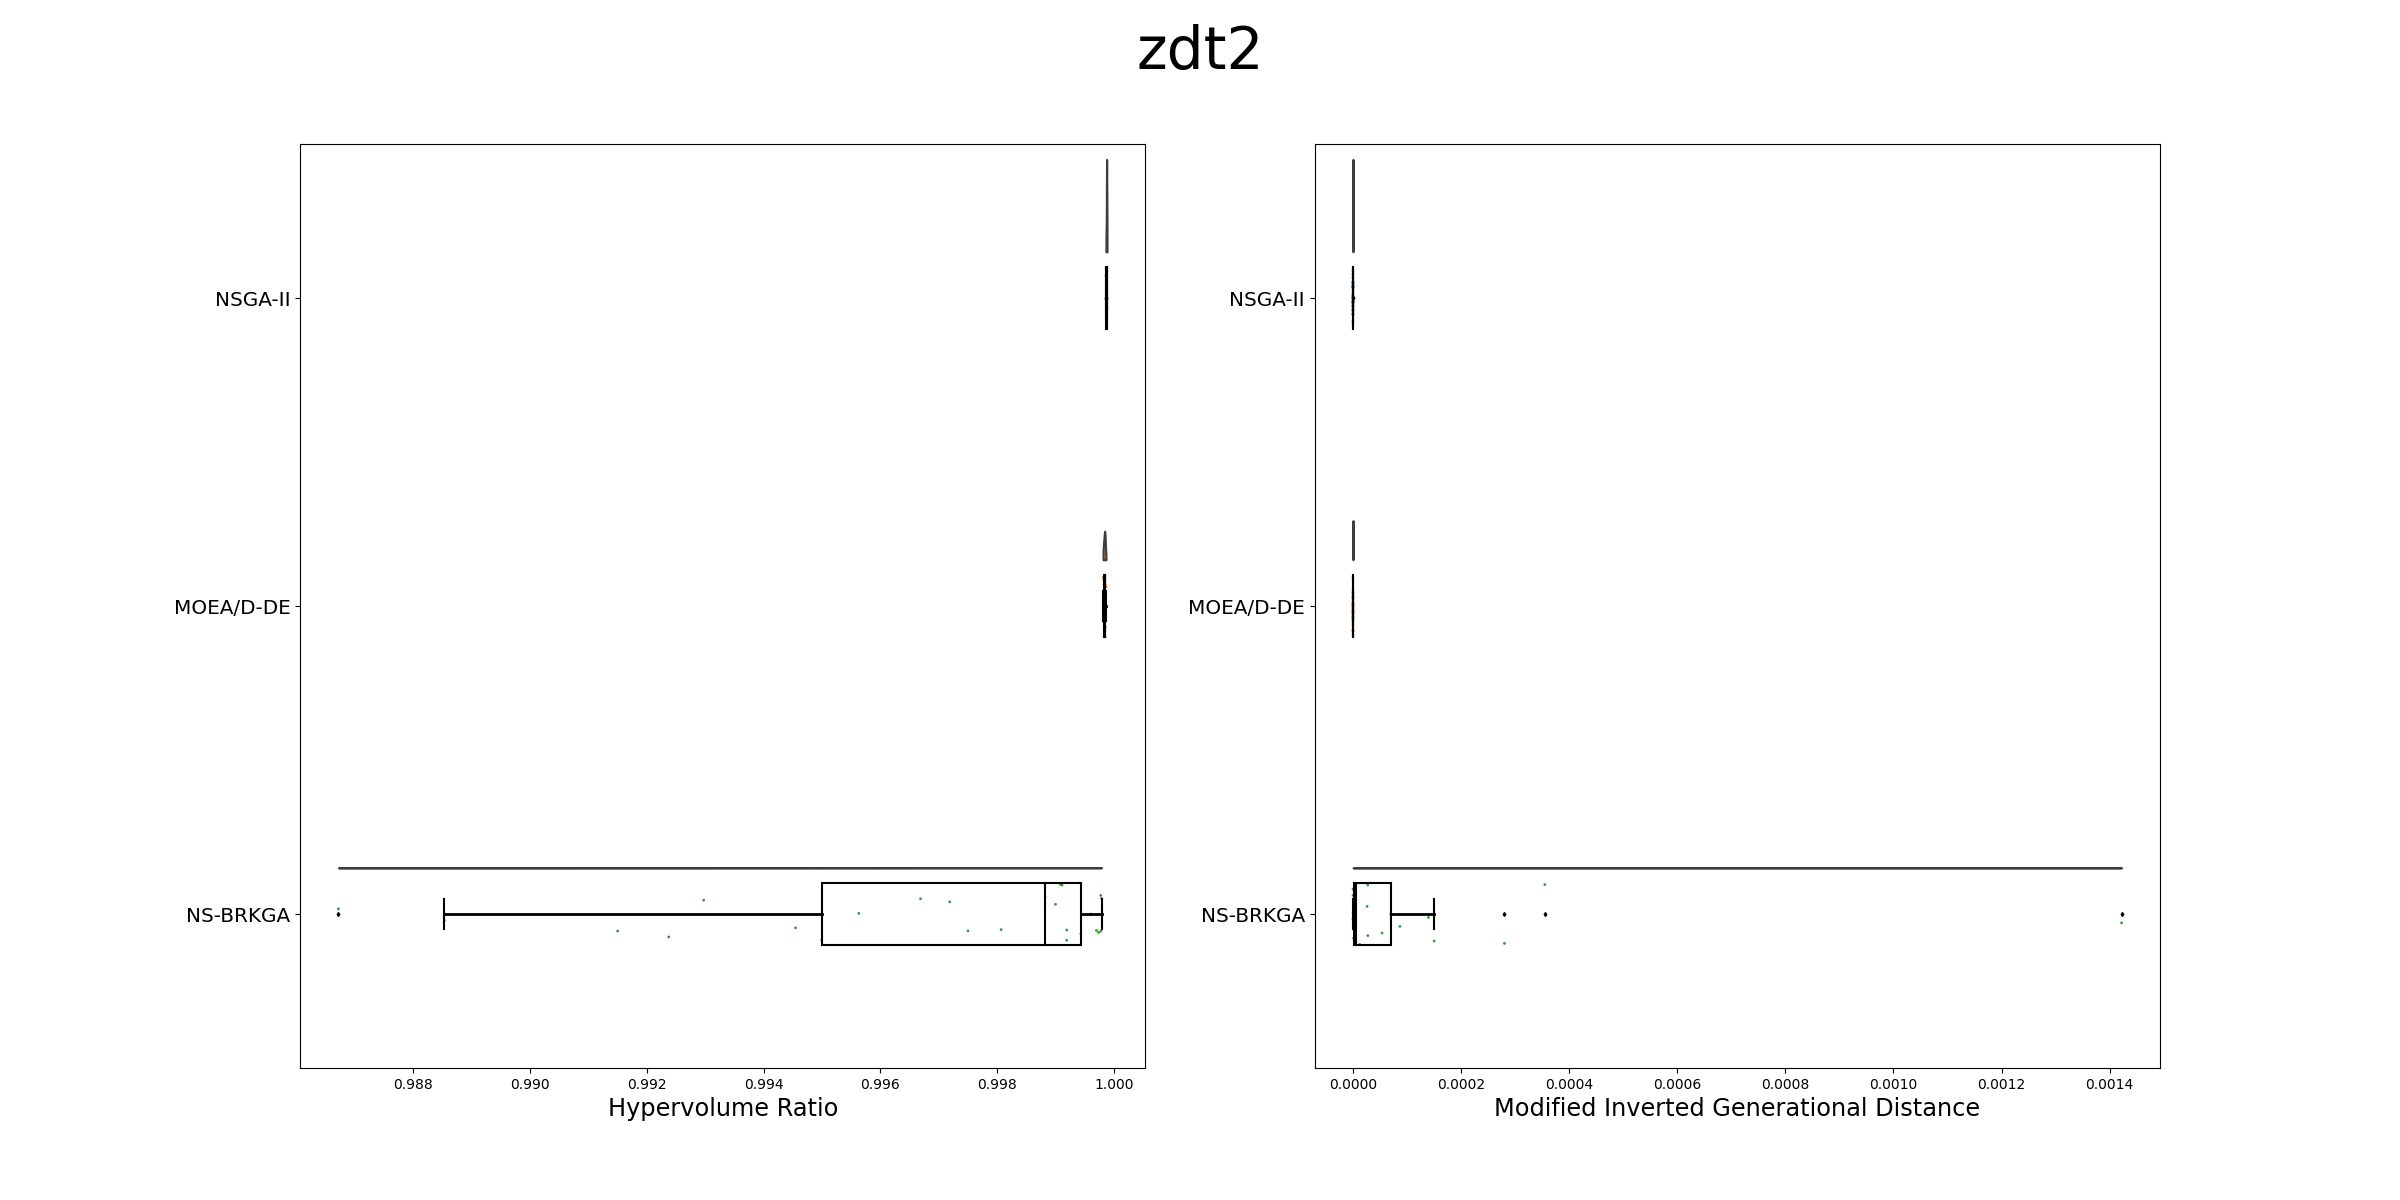 zdt2
NSGA-II
MOEA/D-DE
NS-BRKGA
0.988 0.990 0.992 0.994 0.996 0.998 1.000
Hypervolume Ratio
NSGA-II
MOEA/D-DE
NS-BRKGA
0.0000 0.0002 0.0004 0.0006 0.0008 0.0010 0.0012 0.0014
Modified Inverted Generational Distance